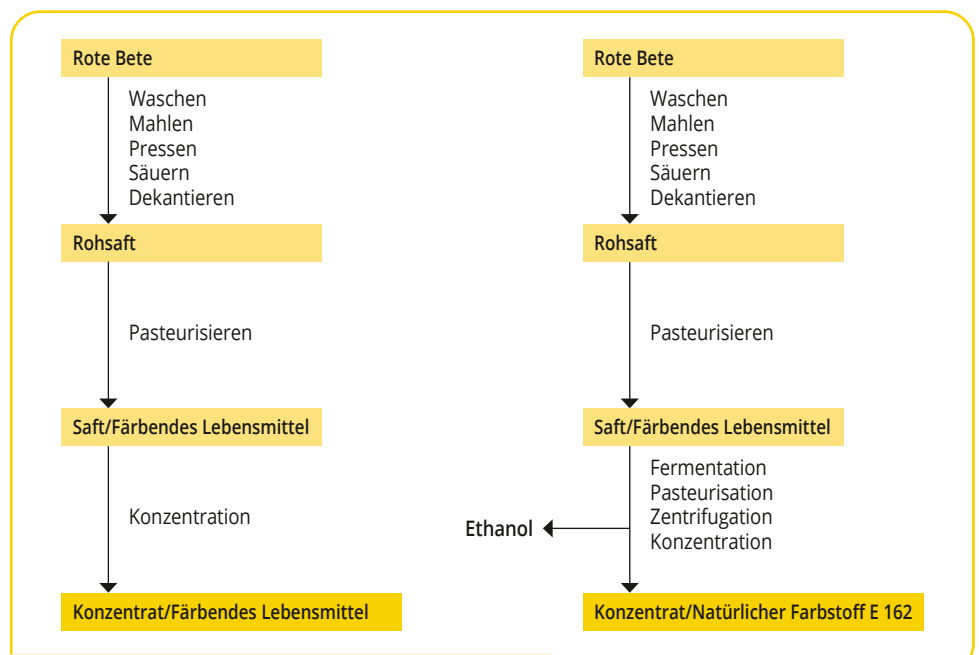 Rote Bete
Waschen
Mahlen
Pressen
Säuern
Dekantieren
Rohsaft
Pasteurisieren
Saft/Färbendes Lebensmittel
Konzentration
Konzentrat/Färbendes Lebensmittel
Rote Bete
Waschen
Mahlen
Pressen
Säuern
Dekantieren
Rohsaft
Pasteurisieren
Saft/Färbendes Lebensmittel
Fermentation
Pasteurisation
Zentrifugation
Konzentration
Ethanol
Konzentrat/Natürlicher Farbstoff E 162